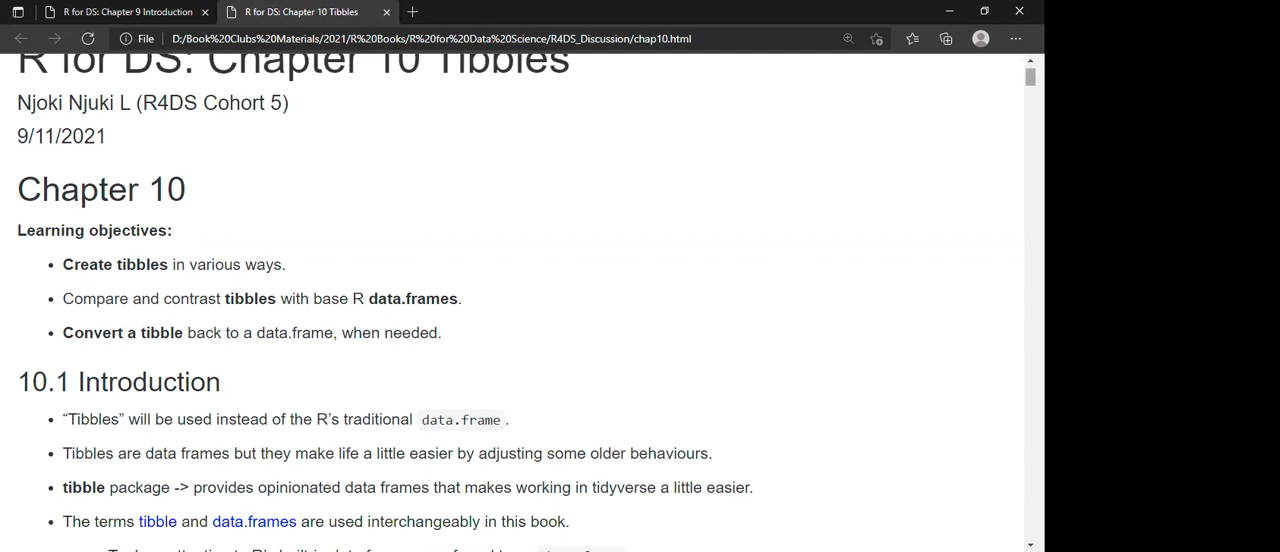 R for DS: Chapter 9 Introduction
R for DS: Chapter 10 Tibbles
File D:/Book%20Clubs%20Materials/2021/R%20Books/R%20for%20Data%20Science/R4DS_Discussion/chap10.html
R for DS: Chapter 10 Tibbles
Njoki Njuki L (R4DS Cohort 5)
9/11/2021
Chapter 10
Learning objectives:
• Create tibbles in various ways.
• Compare and contrast tibbles with base R data.frames.
• Convert a tibble back to a data.frame, when needed.
10.1 Introduction
• “Tibbles” will be used instead of the R’s traditional data.frame .
• Tibbles are data frames but they make life a little easier by adjusting some older behaviours.
• tibble package -> provides opinionated data frames that makes working in tidyverse a little easier.
• The terms tibble and data.frames are used interchangeably in this book.